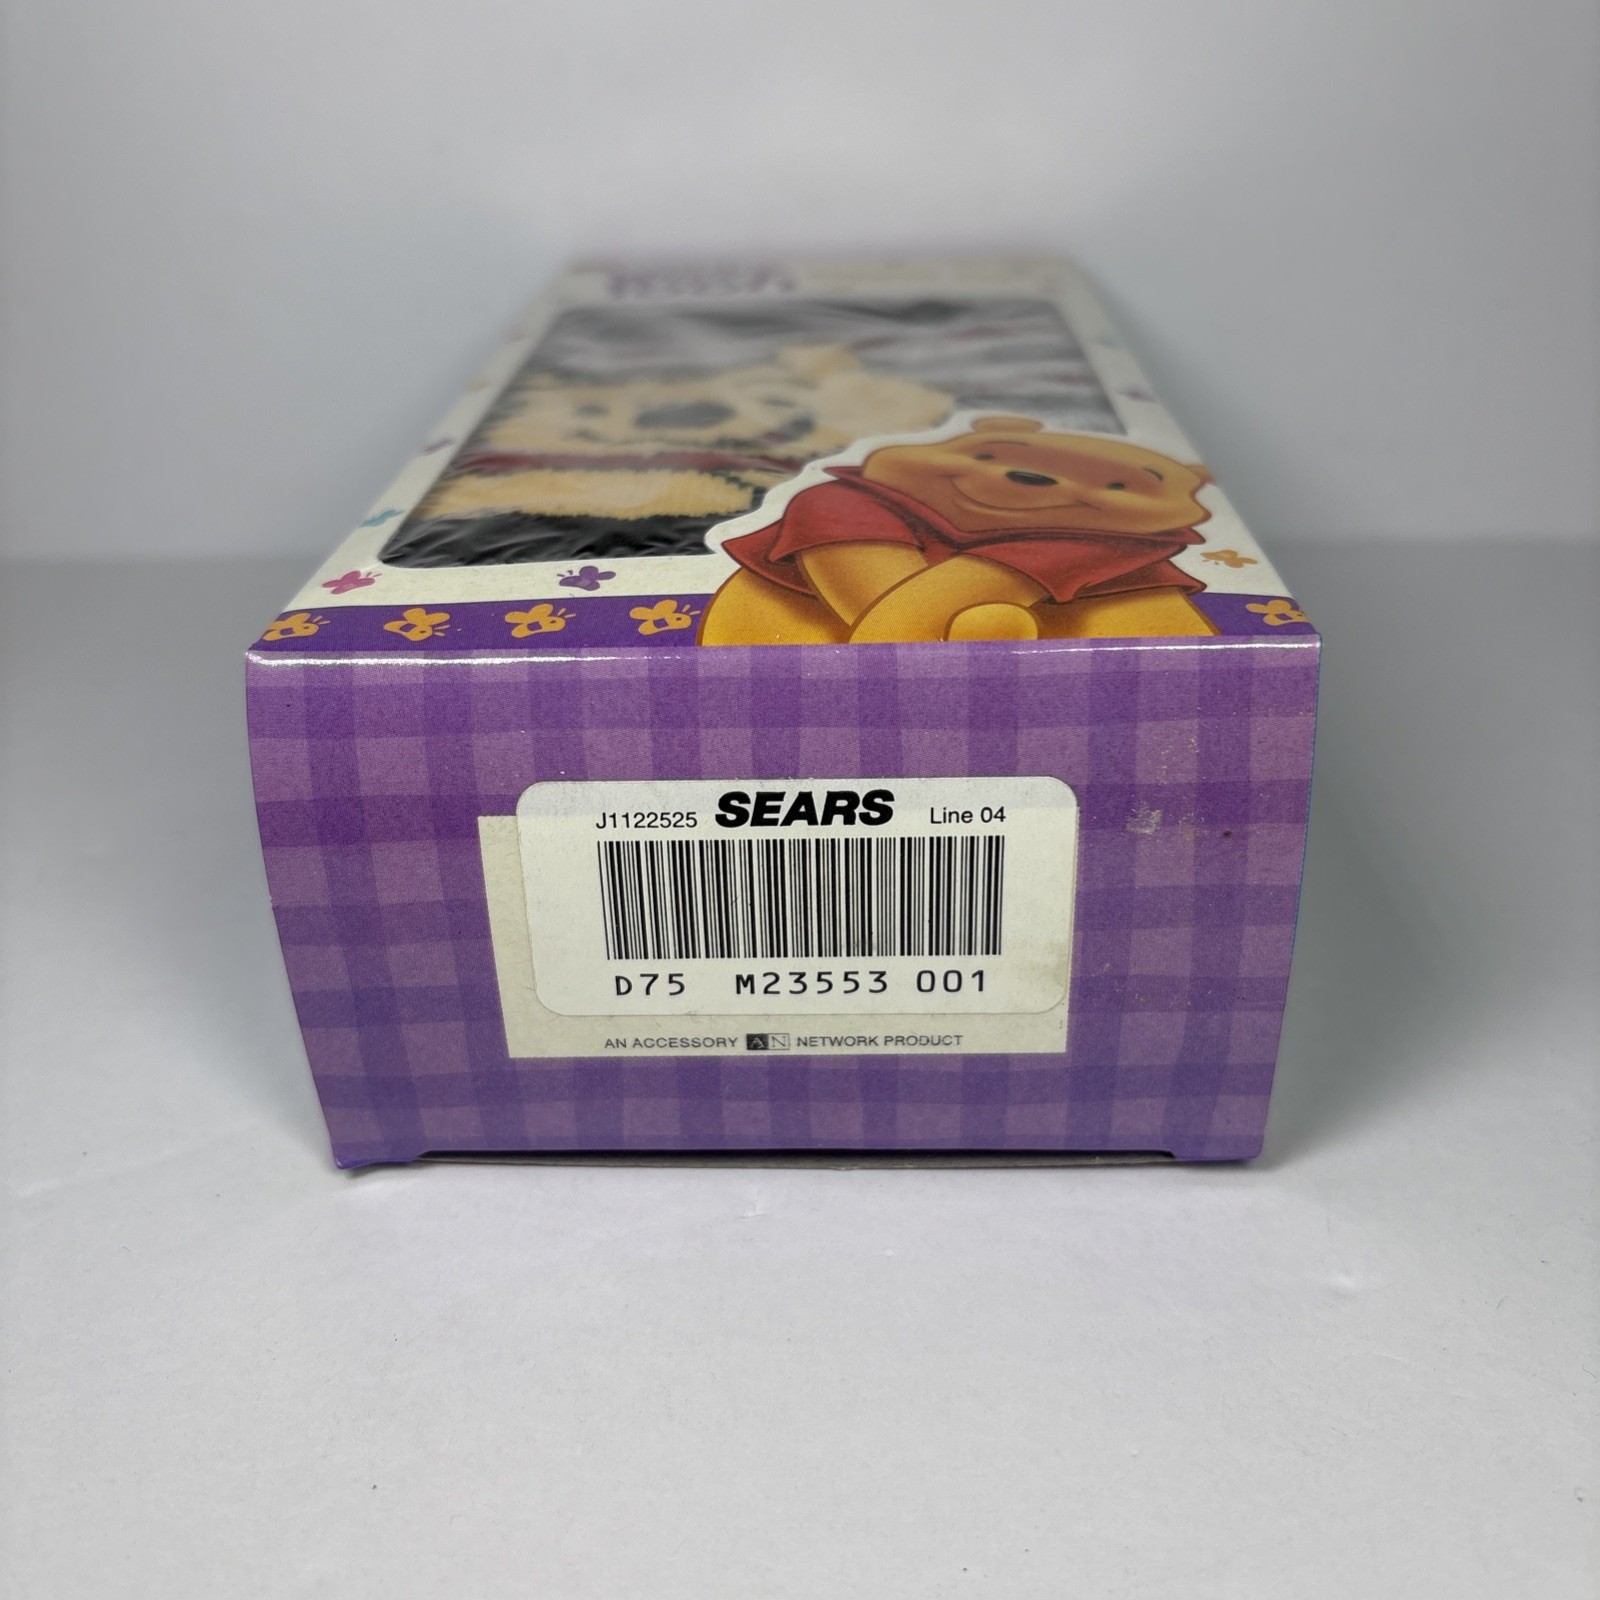 J1122525 SEARS Line 04
D75 M23553 001
AN ACCESSORY AN NETWORK PRODUCT